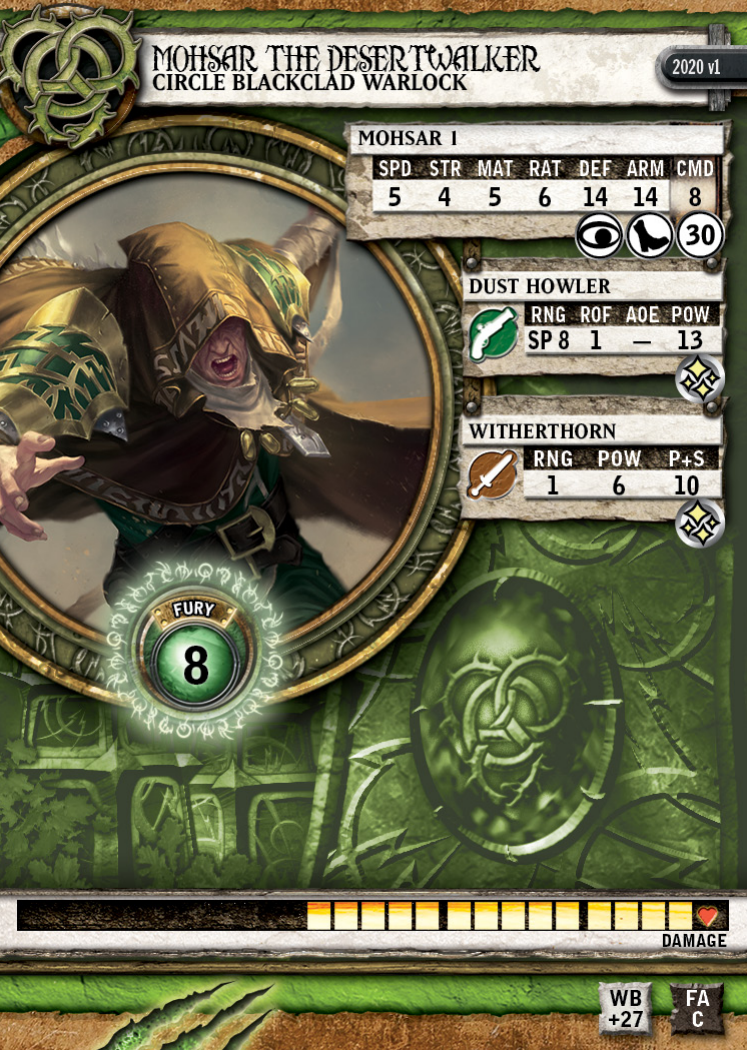 MOHSAR THE DESERTWALKER
CIRCLE BLACKCLAD WARLOCK
2020 v1
MOHSAR 1
SPD STR MAT RAT DEF ARM CMD
5 4 5 6 14 14 8
30
DUST HOWLER
RNG ROF AOE POW
SP 8 1 — 13
WITHERTHORN
RNG POW P+S
1 6 10
FURY
8
DAMAGE
WB FA
+27 C